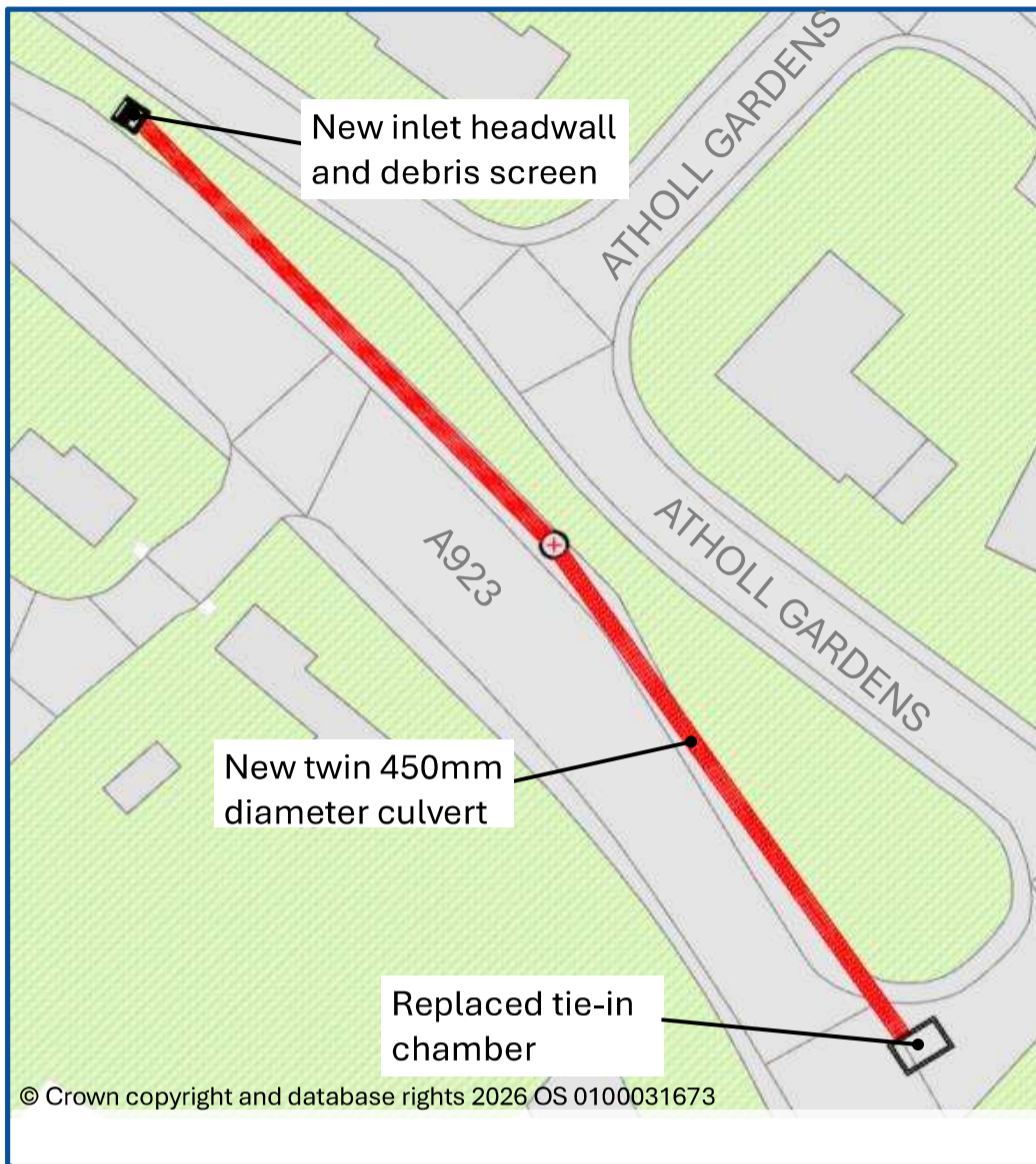 ATHOLL GARDENS
New inlet headwall
and debris screen
ATHOLL GARDENS
A923
New twin 450mm
diameter culvert
Replaced tie-in
chamber
© Crown copyright and database rights 2026 OS 0100031673